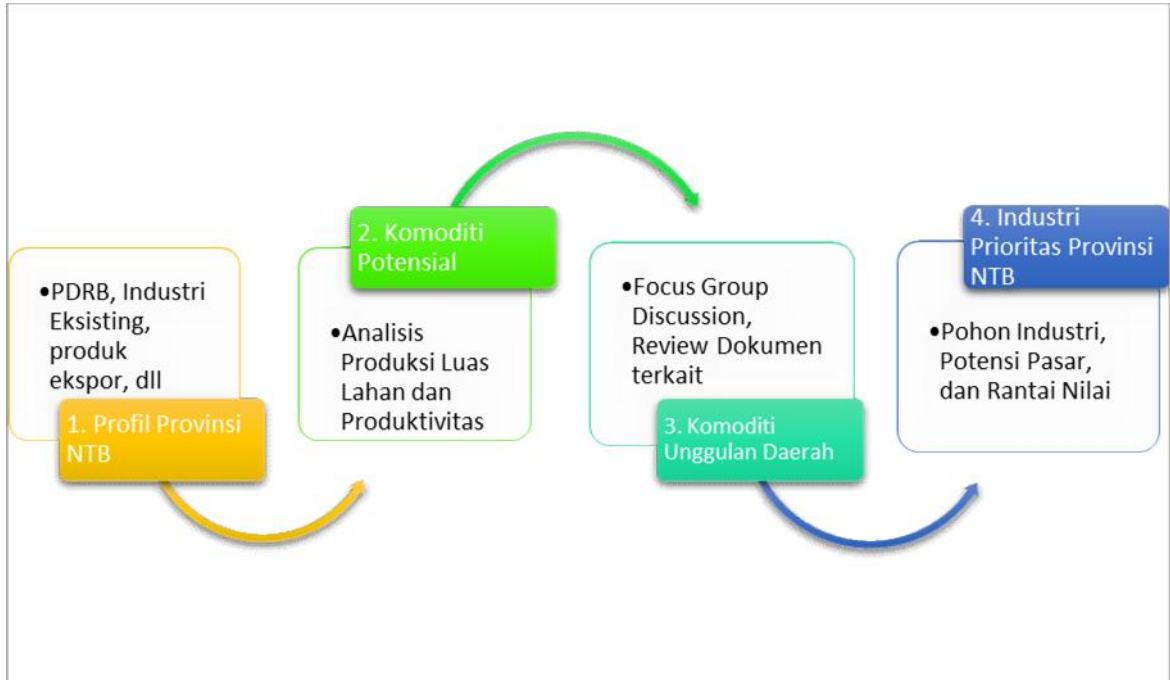 •PDRB, Industri
Eksisting,
produk
ekspor, dll
1. Profil Provinsi
NTB
2. Komoditi
Potensial
•Analisis
Produksi Luas
Lahan dan
Produktivitas
•Focus Group
Discussion,
Review Dokumen
terkait
3. Komoditi
Unggulan Daerah
4. Industri
Prioritas Provinsi
NTB
•Pohon Industri,
Potensi Pasar,
dan Rantai Nilai